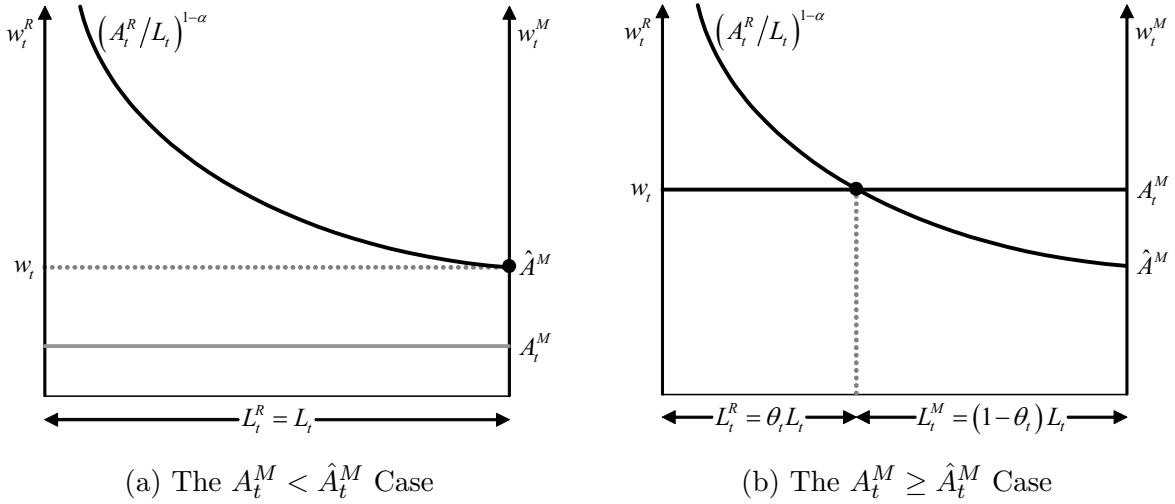 w_t^R
(A_t^R/L_t)^{1-α}
w_t^M
w_t
Â^M
A_t^M
L_t^R = L_t
(a) The A_t^M < Â_t^M Case
w_t^R
(A_t^R/L_t)^{1-α}
w_t^M
w_t
A_t^M
Â^M
L_t^R = θ_t L_t
L_t^M = (1-θ_t) L_t
(b) The A_t^M ≥ Â_t^M Case